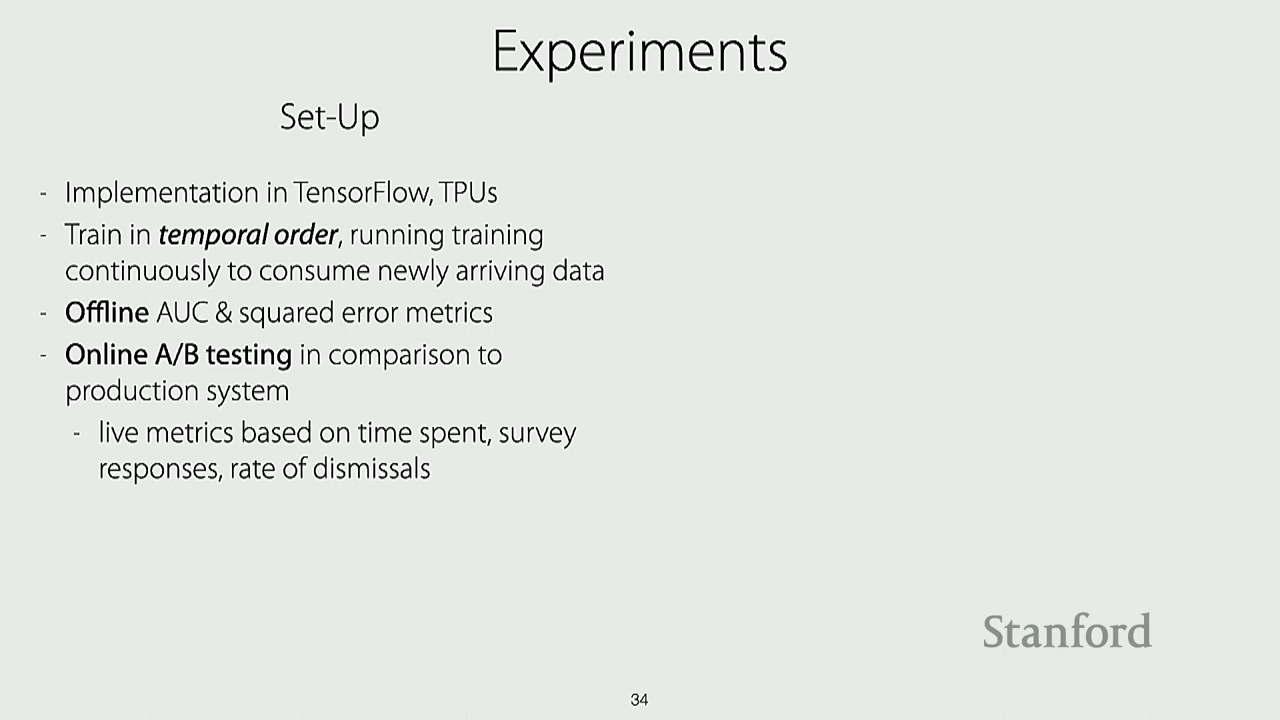 Experiments
Set-Up
- Implementation in TensorFlow, TPUs
- Train in temporal order, running training
continuously to consume newly arriving data
- Offline AUC & squared error metrics
- Online A/B testing in comparison to
production system
- live metrics based on time spent, survey
responses, rate of dismissals
Stanford
34